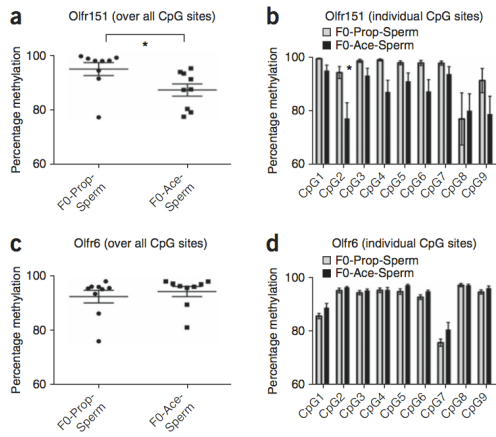 a
Olfr151 (over all CpG sites)
Percentage methylation
100
80
60
*
F0-Prop-
Sperm
F0-Ace-
Sperm
b
Olfr151 (individual CpG sites)
F0-Prop-Sperm
F0-Ace-Sperm
Percentage methylation
100
80
60
*
CpG1
CpG2
CpG3
CpG4
CpG5
CpG6
CpG7
CpG8
CpG9
c
Olfr6 (over all CpG sites)
Percentage methylation
100
80
60
F0-Prop-
Sperm
F0-Ace-
Sperm
d
Olfr6 (individual CpG sites)
F0-Prop-Sperm
F0-Ace-Sperm
Percentage methylation
100
80
60
CpG1
CpG2
CpG3
CpG4
CpG5
CpG6
CpG7
CpG8
CpG9